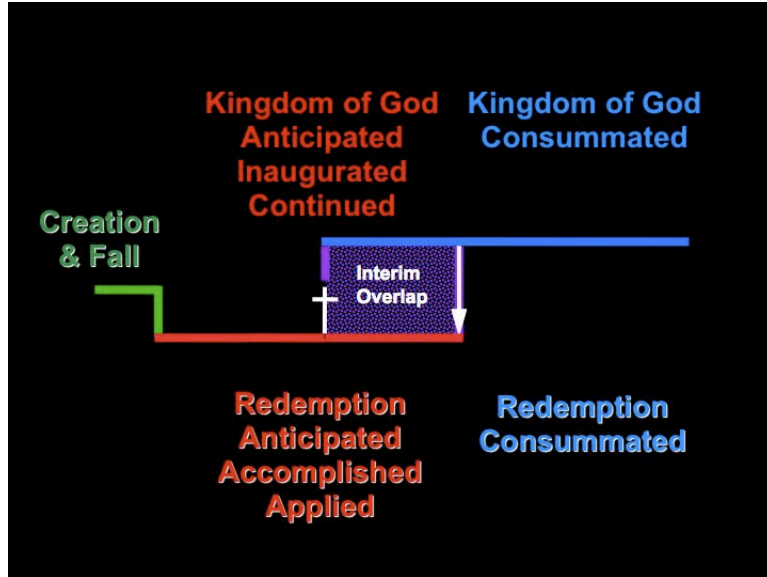 Kingdom of God
Anticipated
Inaugurated
Continued
Kingdom of God
Consummated
Creation
& Fall
Interim
Overlap
Redemption
Anticipated
Accomplished
Applied
Redemption
Consummated